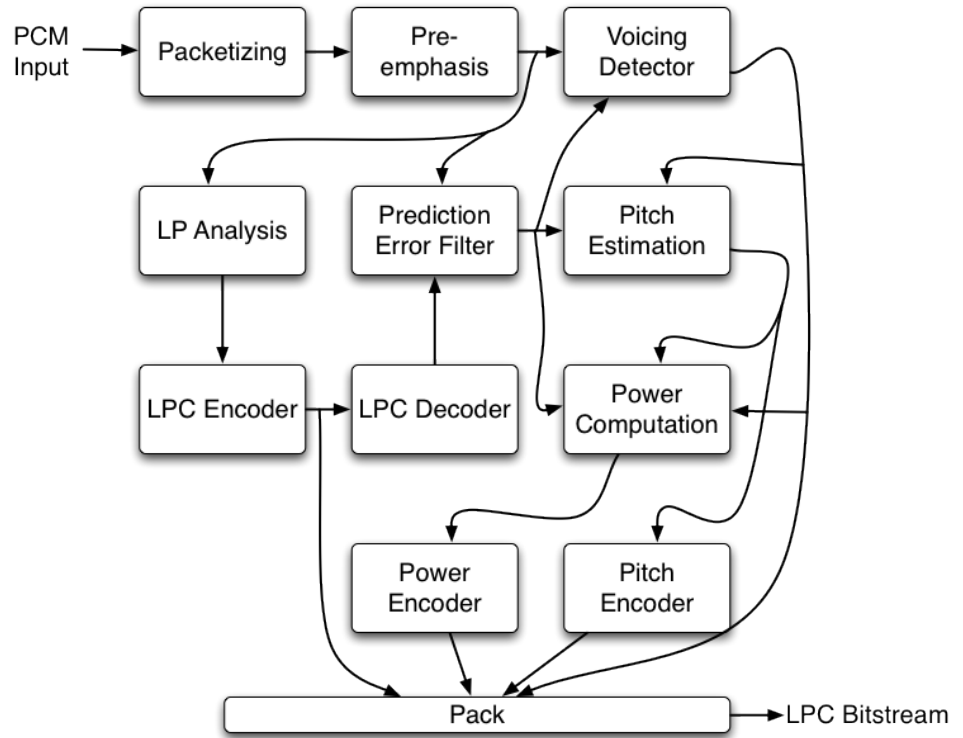 PCM
Input
Packetizing
Pre-
emphasis
Voicing
Detector
LP Analysis
Prediction
Error Filter
Pitch
Estimation
LPC Encoder
LPC Decoder
Power
Computation
Power
Encoder
Pitch
Encoder
Pack
LPC Bitstream